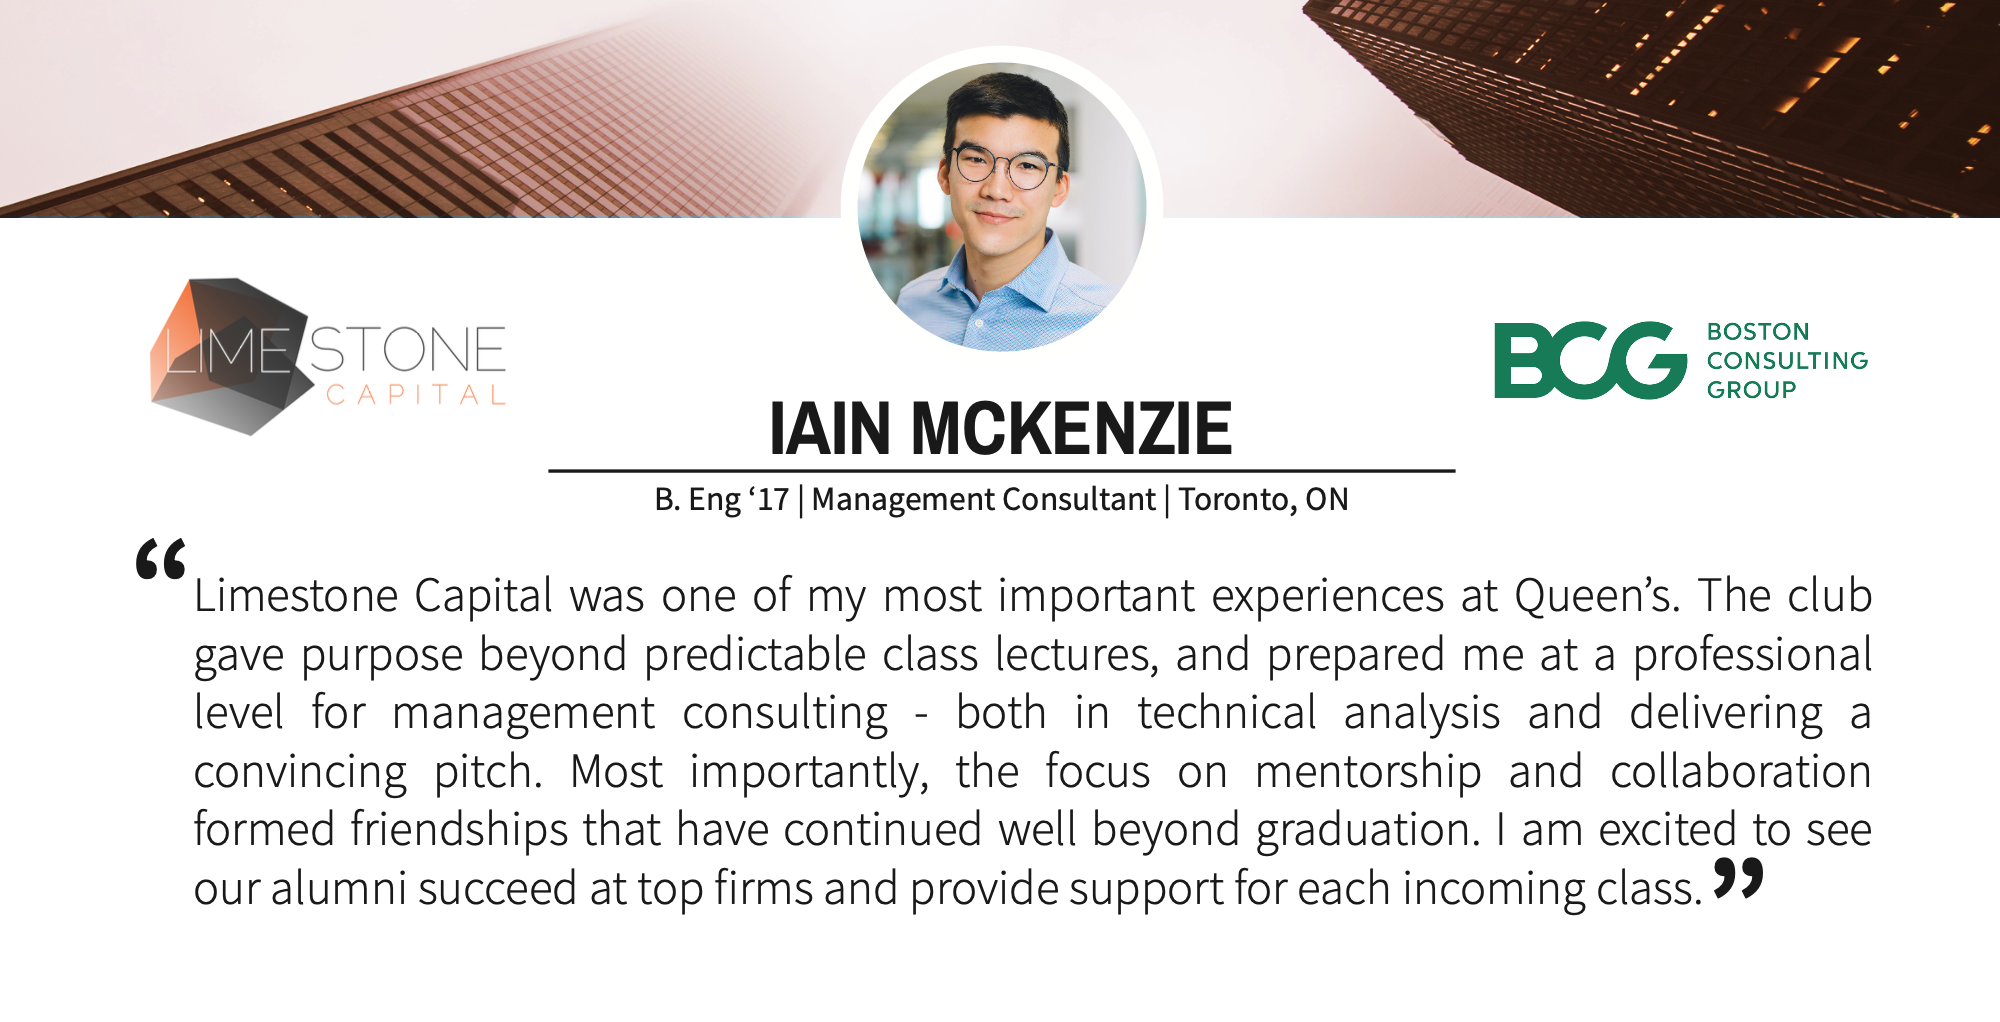 LIMESTONE
CAPITAL
BCG
BOSTON
CONSULTING
GROUP
IAIN MCKENZIE
B. Eng ‘17 | Management Consultant | Toronto, ON
“Limestone Capital was one of my most important experiences at Queen’s. The club
gave purpose beyond predictable class lectures, and prepared me at a professional
level for management consulting - both in technical analysis and delivering a
convincing pitch. Most importantly, the focus on mentorship and collaboration
formed friendships that have continued well beyond graduation. I am excited to see
our alumni succeed at top firms and provide support for each incoming class.”